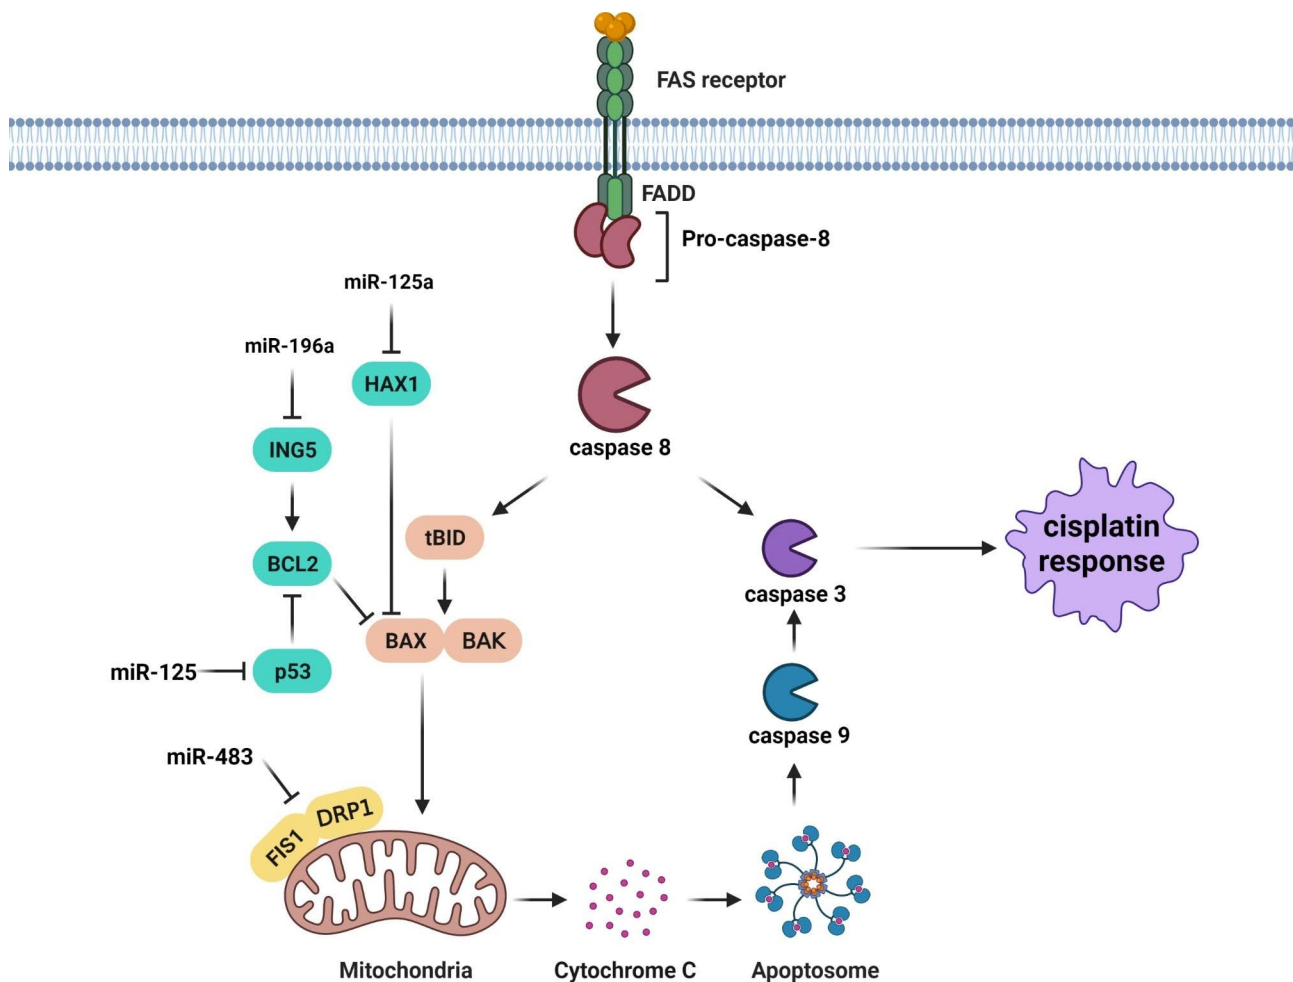 FAS receptor
FADD
Pro-caspase-8
miR-125a
miR-196a
HAX1
ING5
caspase 8
tBID
BCL2
cisplatin
response
caspase 3
BAX
BAK
miR-125
p53
caspase 9
miR-483
DRP1
FIS1
Mitochondria
Cytochrome C
Apoptosome